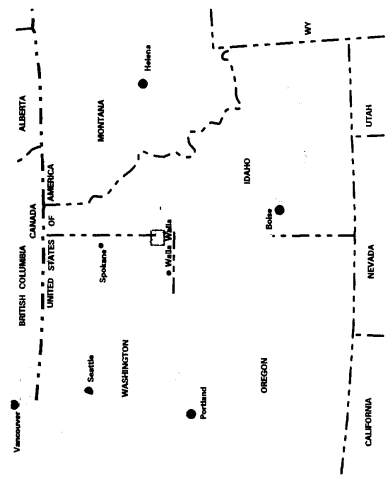 ALBERTA
BRITISH COLUMBIA
CANADA
UNITED STATES OF AMERICA
Vancouver
Seattle
Spokane
MONTANA
Helena
WASHINGTON
Walla Walla
Portland
IDAHO
Boise
OREGON
WY
CALIFORNIA
NEVADA
UTAH